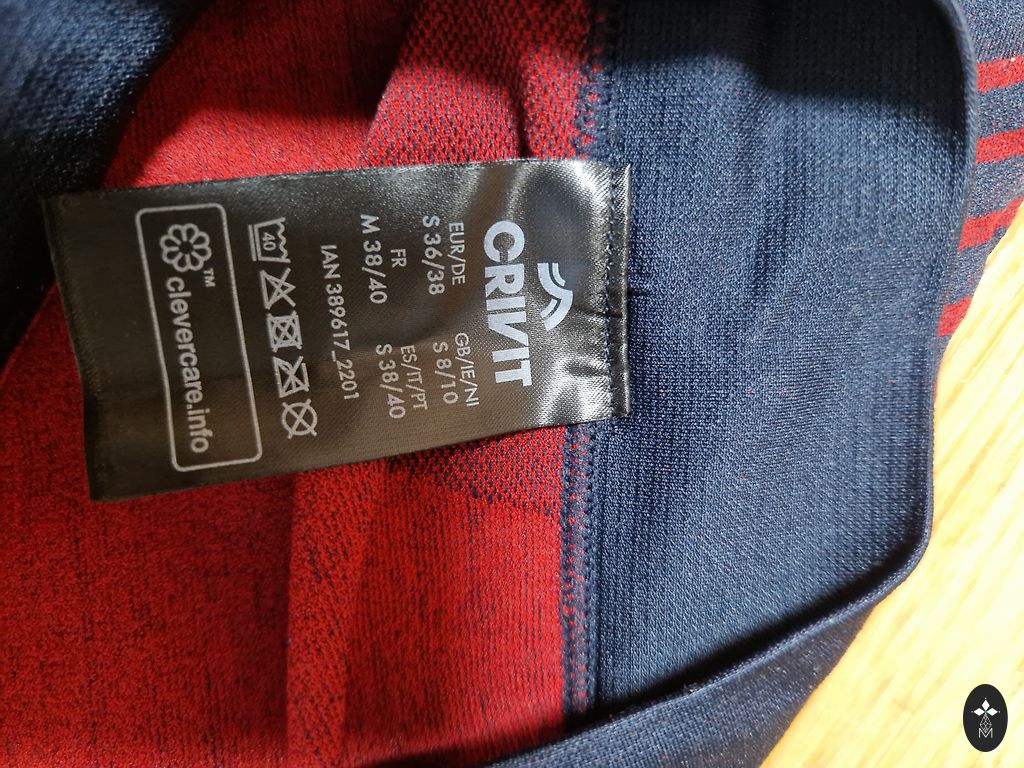 CRIVIT
EUR/DE
S 36/38
GB/IE/NI
S 8/10
FR
M 38/40
ES/IT/PT
S 38/40
IAN 389617_2201
40
clevercare.info™
M